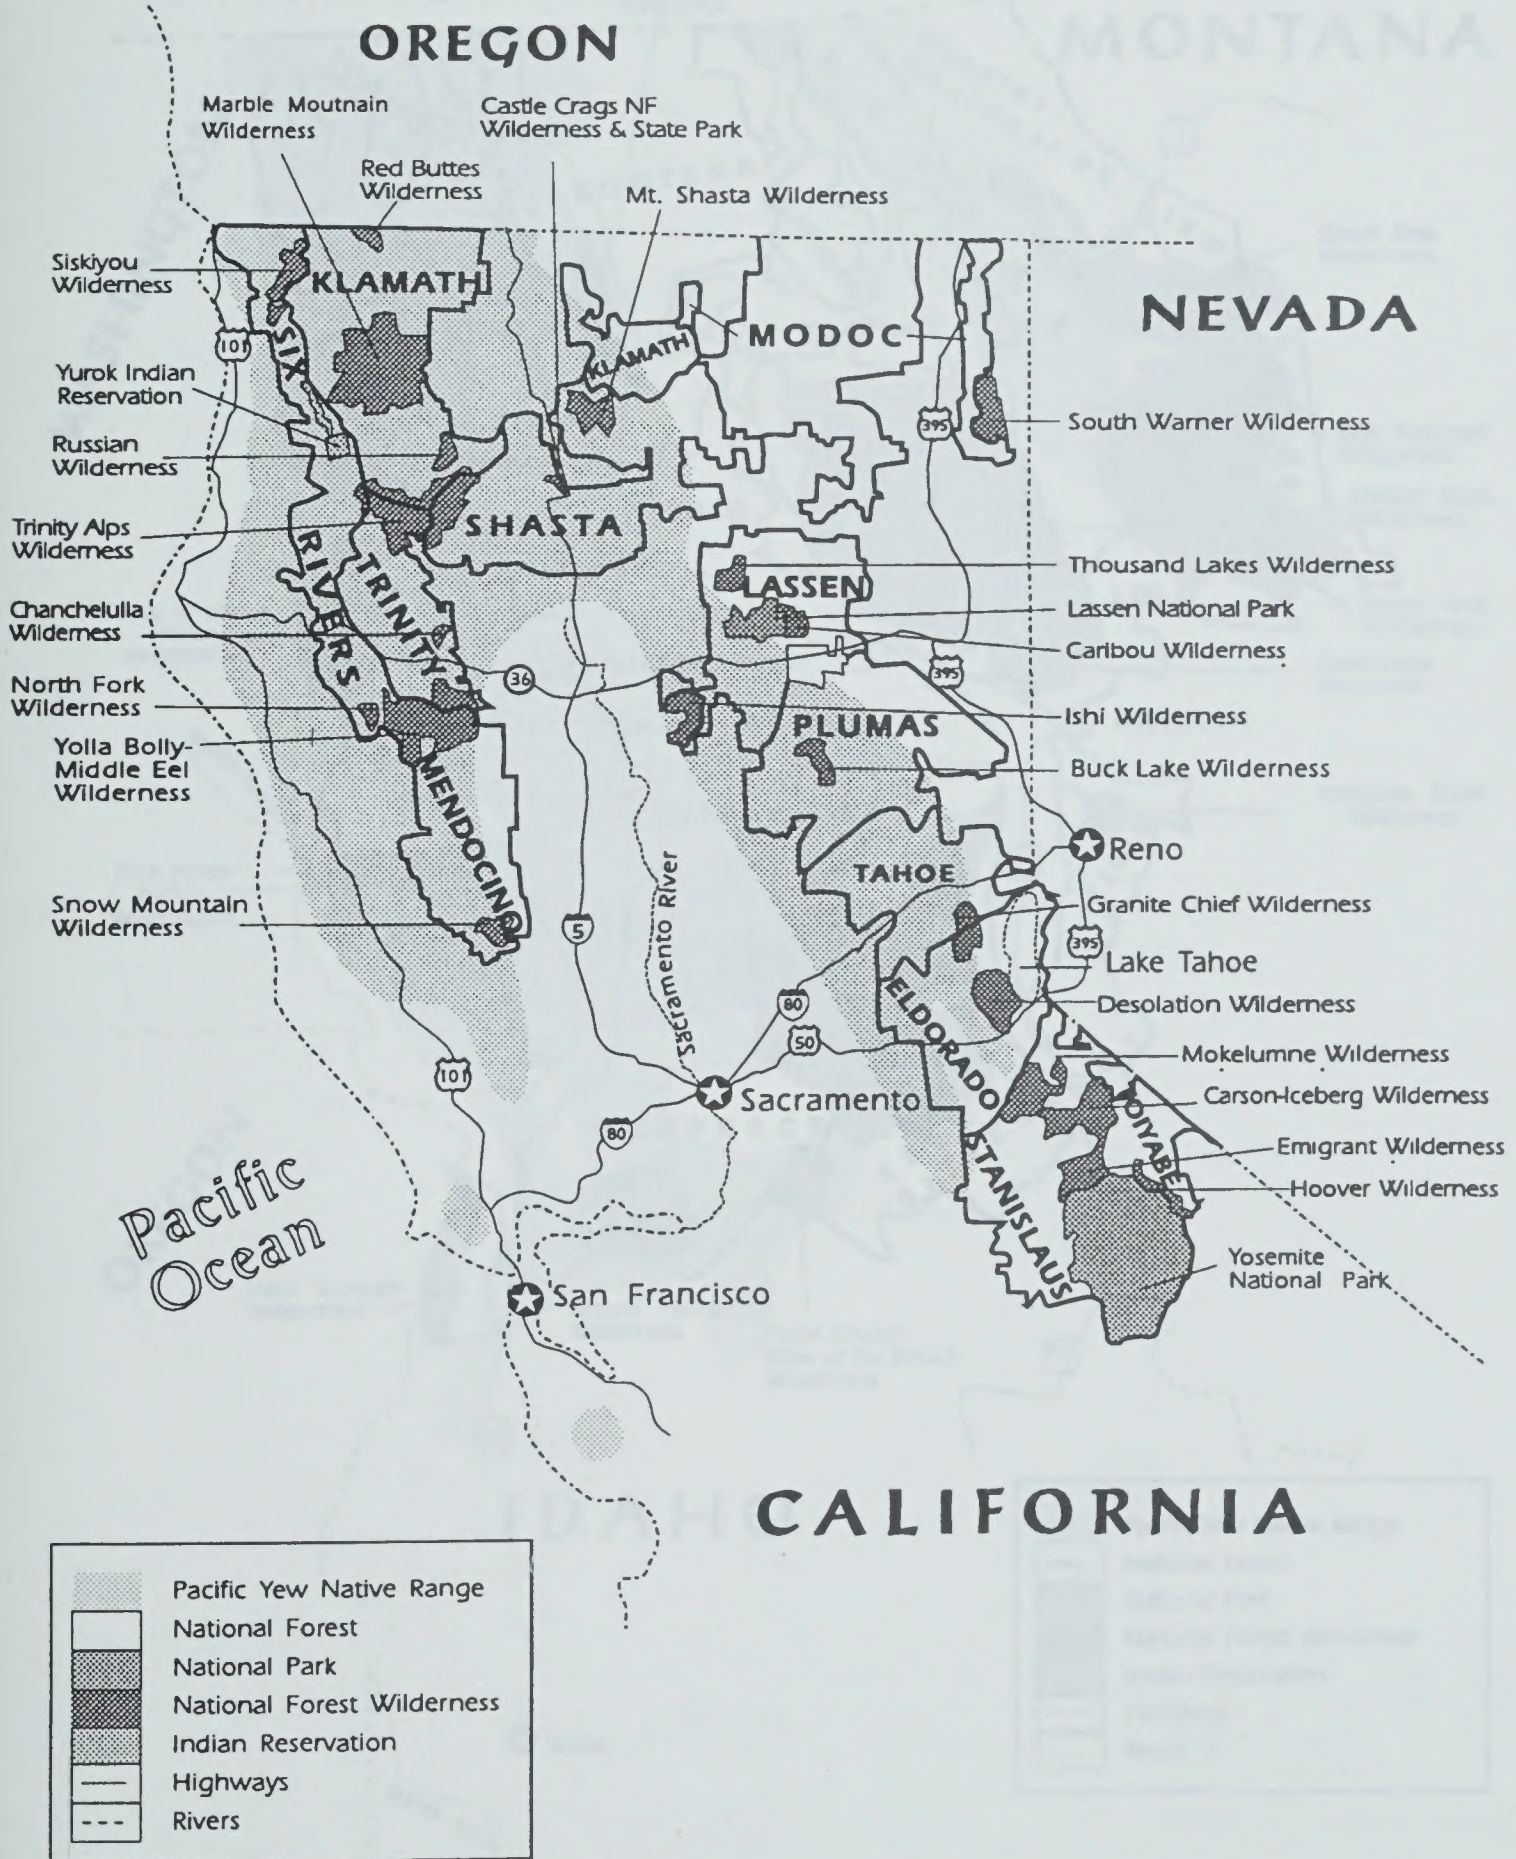 OREGON
Marble Moutnain
Wilderness
Castle Crags NF
Wilderness & State Park
Red Buttes
Wilderness
Mt. Shasta Wilderness
MONTANA
Siskiyou
Wilderness
KLAMATH
NEVADA
101
SIX
KLAMATH
MODOC
Yurok Indian
Reservation
395
South Warner Wilderness
Russian
Wilderness
Trinity Alps
Wilderness
SHASTA
RIVERS
TRINITY
Thousand Lakes Wilderness
LASSEN
Lassen National Park
Chanchelulla
Wilderness
Caribou Wilderness
36
395
North Fork
Wilderness
Ishi Wilderness
PLUMAS
Yolla Bolly-
Middle Eel
Wilderness
MENDOCINO
Buck Lake Wilderness
Reno
TAHOE
Snow Mountain
Wilderness
5
Sacramento River
Granite Chief Wilderness
395
Lake Tahoe
ELDORADO
80
Desolation Wilderness
50
Mokelumne Wilderness
101
Sacramento
Carson-Iceberg Wilderness
TOIYABE
80
STANISLAUS
Emigrant Wilderness
Hoover Wilderness
Pacific
Ocean
Yosemite
National Park
San Francisco
CALIFORNIA
IDAHO
Pacific Yew Native Range
National Forest
National Park
National Forest Wilderness
Indian Reservation
Highways
Rivers